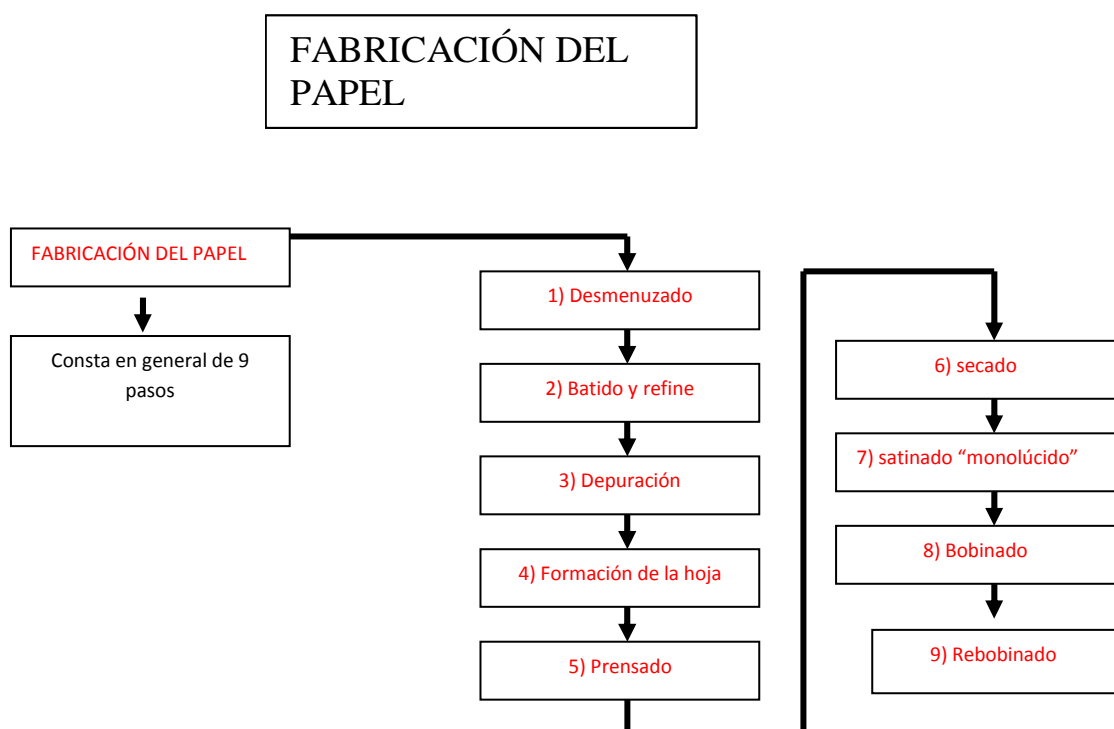 FABRICACIÓN DEL
PAPEL
FABRICACIÓN DEL PAPEL
Consta en general de 9
pasos
1) Desmenuzado
2) Batido y refine
3) Depuración
4) Formación de la hoja
5) Prensado
6) secado
7) satinado “monolúcido”
8) Bobinado
9) Rebobinado